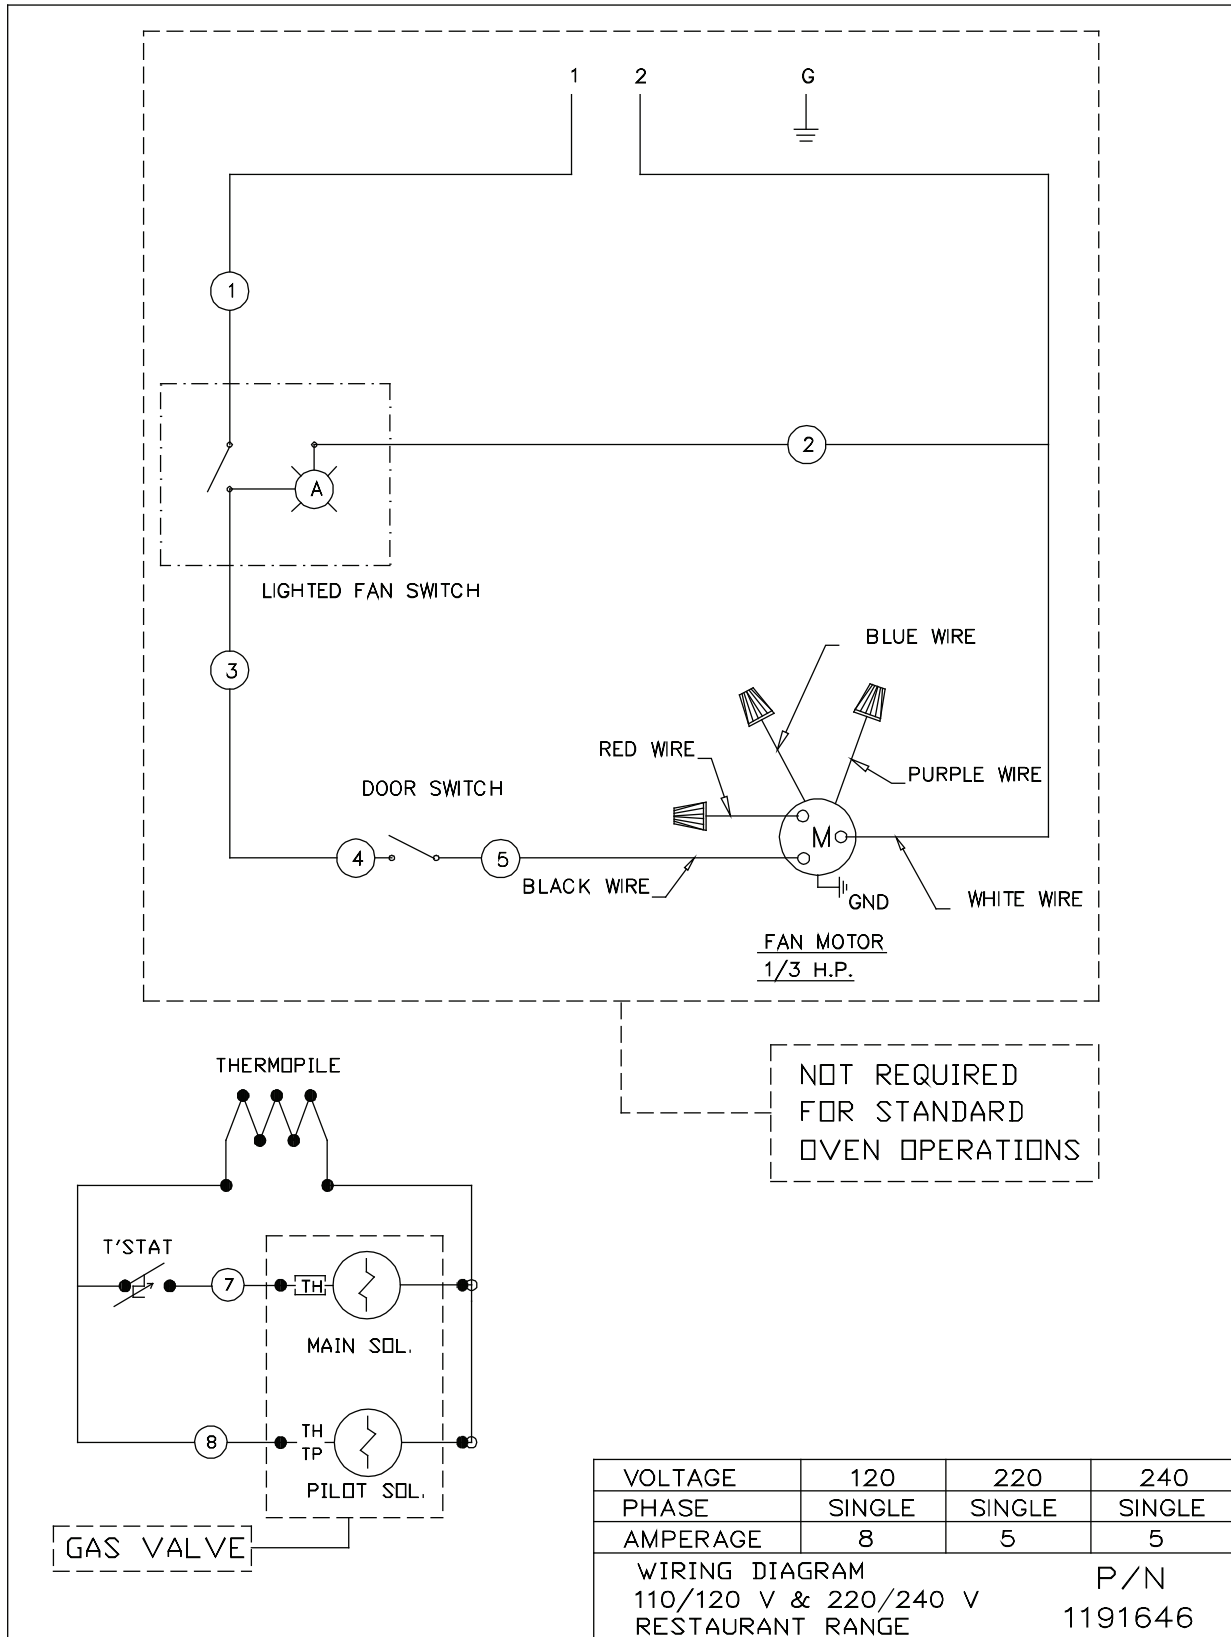 1 2 G
1
2
A
LIGHTED FAN SWITCH
3
BLUE WIRE
RED WIRE
PURPLE WIRE
DOOR SWITCH
M
4
5
BLACK WIRE
GND
WHITE WIRE
FAN MOTOR
1/3 H.P.
THERMOPILE
NOT REQUIRED
FOR STANDARD
OVEN OPERATIONS
T'STAT
7
TH
MAIN SOL.
8
TH
TP
PILOT SOL.
GAS VALVE
VOLTAGE 120 220 240
PHASE SINGLE SINGLE SINGLE
AMPERAGE 8 5 5
WIRING DIAGRAM
110/120 V & 220/240 V
RESTAURANT RANGE
P/N
1191646